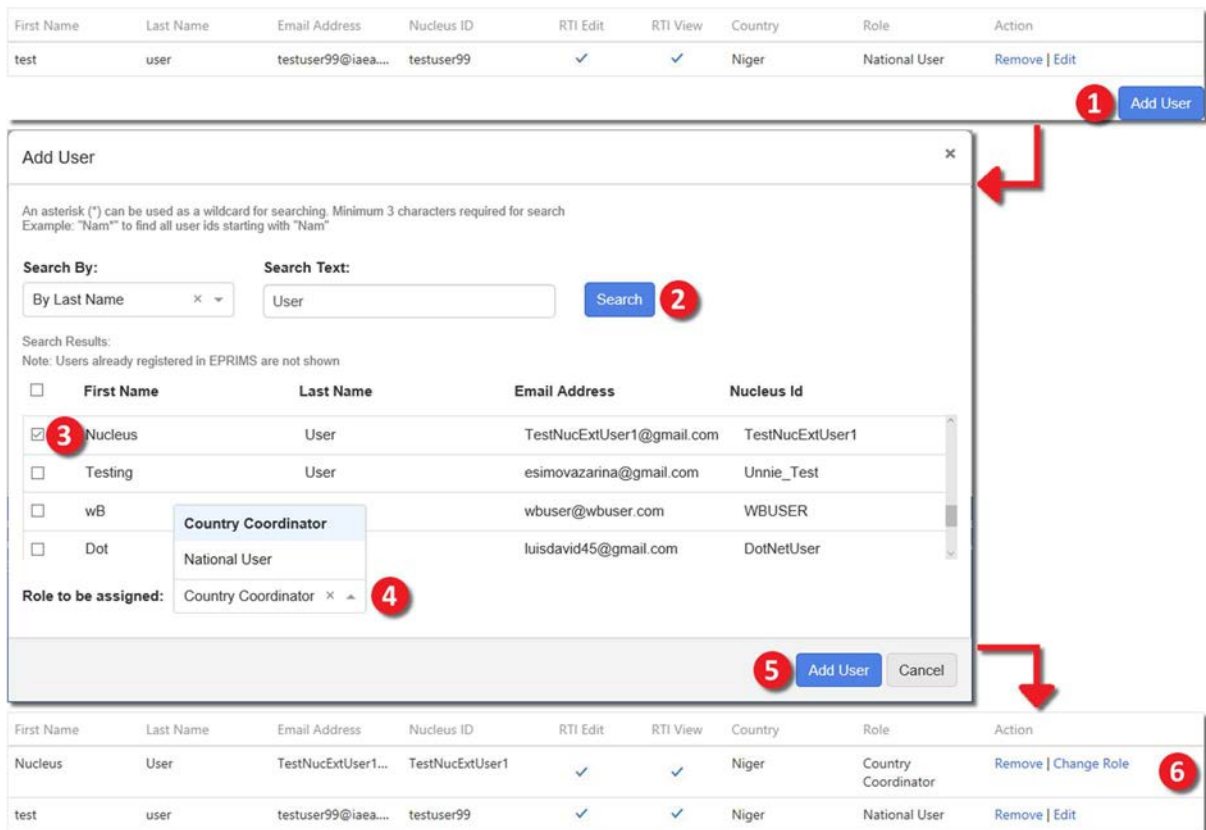 First Name Last Name Email Address Nucleus ID RTI Edit RTI View Country Role Action
test user testuser99@iaea.... testuser99 ✓ ✓ Niger National User Remove | Edit
1 Add User
Add User ×
An asterisk (*) can be used as a wildcard for searching. Minimum 3 characters required for search
Example: "Nam*" to find all user ids starting with "Nam"
Search By: Search Text:
By Last Name × User Search 2
Search Results:
Note: Users already registered in EPRIMS are not shown
First Name Last Name Email Address Nucleus Id
3 Nucleus User TestNucExtUser1@gmail.com TestNucExtUser1
Testing User esimovazarina@gmail.com Unnie_Test
wB wbuser@wbuser.com WBUSER
Country Coordinator
Dot luisdavid45@gmail.com DotNetUser
National User
Role to be assigned: Country Coordinator × 4
5 Add User Cancel
First Name Last Name Email Address Nucleus ID RTI Edit RTI View Country Role Action
Nucleus User TestNucExtUser1... TestNucExtUser1 ✓ ✓ Niger Country Remove | Change Role 6
Coordinator
test user testuser99@iaea.... testuser99 ✓ ✓ Niger National User Remove | Edit